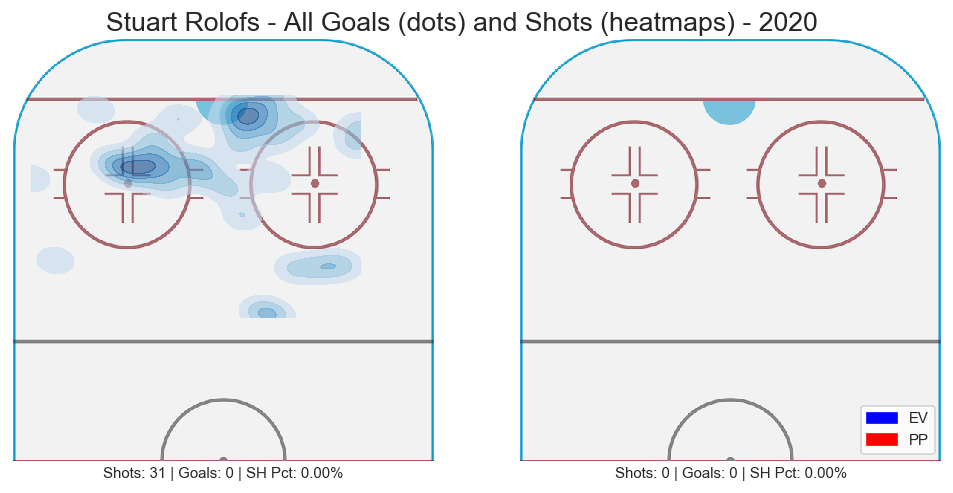 Stuart Rolofs - All Goals (dots) and Shots (heatmaps) - 2020
EV
PP
Shots: 31 | Goals: 0 | SH Pct: 0.00%
Shots: 0 | Goals: 0 | SH Pct: 0.00%